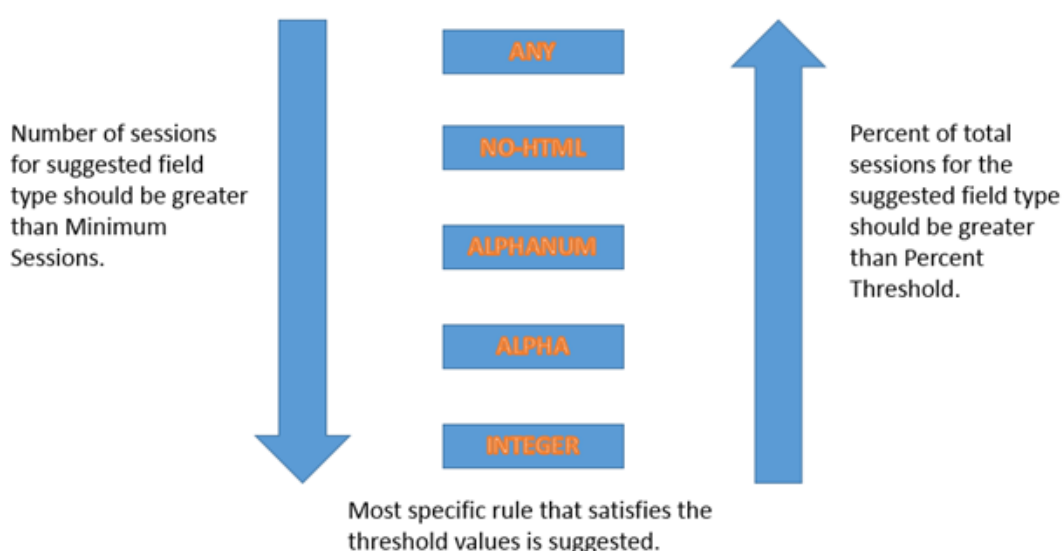 Number of sessions
for suggested field
type should be greater
than Minimum
Sessions.
ANY
NO-HTML
ALPHANUM
ALPHA
INTEGER
Percent of total
sessions for the
suggested field type
should be greater
than Percent
Threshold.
Most specific rule that satisfies the
threshold values is suggested.